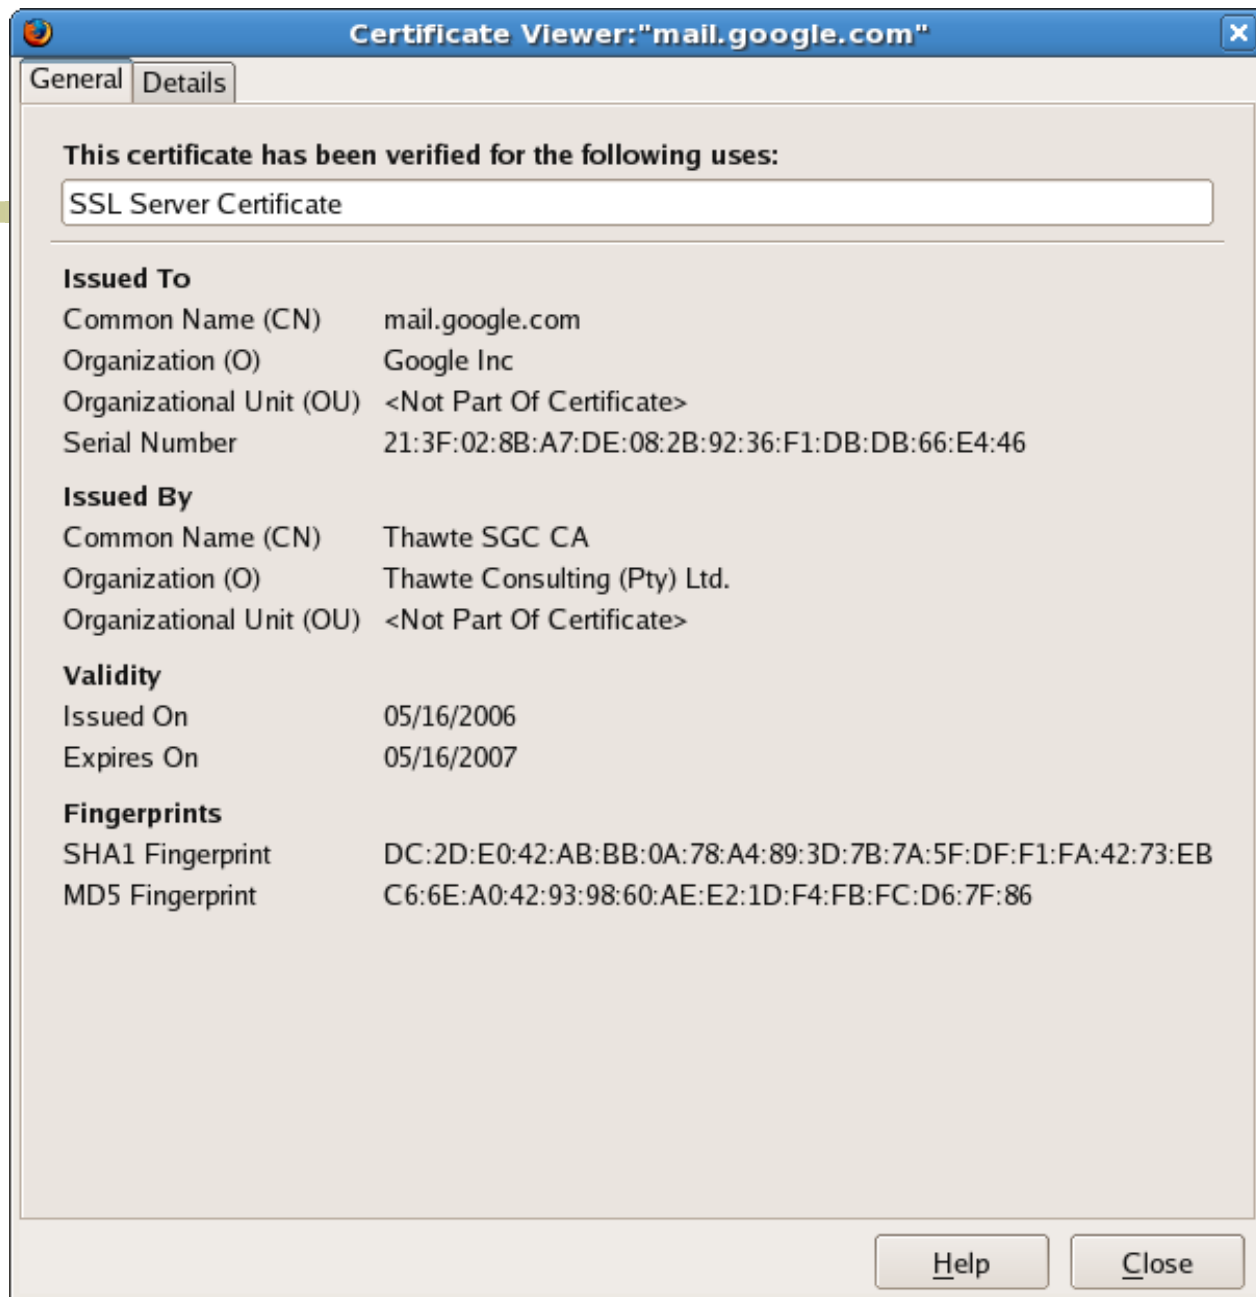 Certificate Viewer:"mail.google.com"
General Details
This certificate has been verified for the following uses:
SSL Server Certificate
Issued To
Common Name (CN) mail.google.com
Organization (O) Google Inc
Organizational Unit (OU) <Not Part Of Certificate>
Serial Number 21:3F:02:8B:A7:DE:08:2B:92:36:F1:DB:DB:66:E4:46
Issued By
Common Name (CN) Thawte SGC CA
Organization (O) Thawte Consulting (Pty) Ltd.
Organizational Unit (OU) <Not Part Of Certificate>
Validity
Issued On 05/16/2006
Expires On 05/16/2007
Fingerprints
SHA1 Fingerprint DC:2D:E0:42:AB:BB:0A:78:A4:89:3D:7B:7A:5F:DF:F1:FA:42:73:EB
MD5 Fingerprint C6:6E:A0:42:93:98:60:AE:E2:1D:F4:FB:FC:D6:7F:86
Help Close